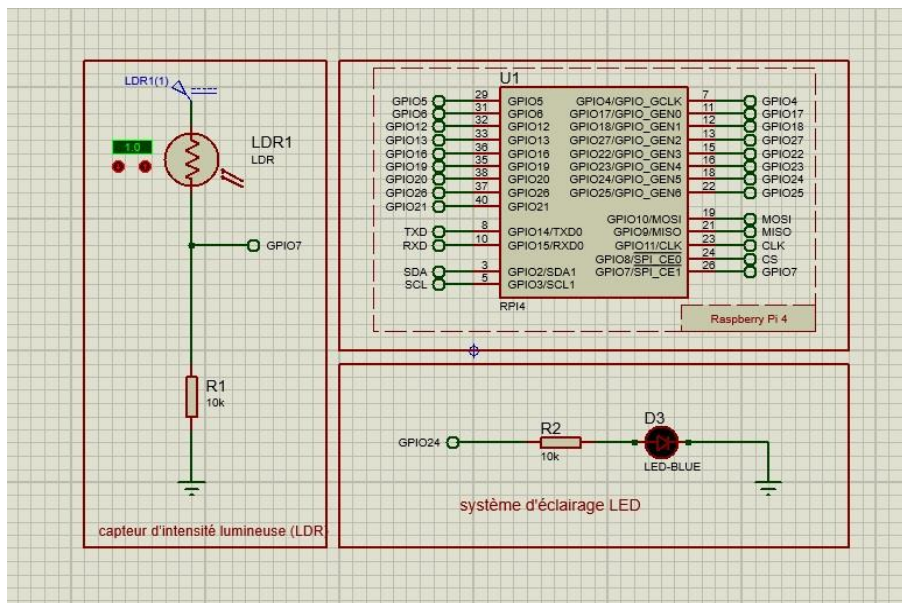 LDR1(1)
1.0
LDR1
LDR
GPIO7
R1
10k
capteur d'intensité lumineuse (LDR)
U1
GPIO5 29 GPIO5 GPIO4/GPIO_GCLK 7 GPIO4
GPIO6 31 GPIO6 GPIO17/GPIO_GEN0 11 GPIO17
GPIO12 32 GPIO12 GPIO18/GPIO_GEN1 12 GPIO18
GPIO13 33 GPIO13 GPIO27/GPIO_GEN2 13 GPIO27
GPIO16 36 GPIO16 GPIO22/GPIO_GEN3 15 GPIO22
GPIO19 35 GPIO19 GPIO23/GPIO_GEN4 16 GPIO23
GPIO20 38 GPIO20 GPIO24/GPIO_GEN5 18 GPIO24
GPIO26 37 GPIO26 GPIO25/GPIO_GEN6 22 GPIO25
GPIO21 40 GPIO21
GPIO10/MOSI 19 MOSI
TXD 8 GPIO14/TXD0 GPIO9/MISO 21 MISO
RXD 10 GPIO15/RXD0 GPIO11/CLK 23 CLK
GPIO8/SPI_CE0 24 CS
SDA 3 GPIO2/SDA1 GPIO7/SPI_CE1 26 GPIO7
SCL 5 GPIO3/SCL1
RPI4
Raspberry Pi 4
GPIO24
R2
10k
D3
LED-BLUE
système d'éclairage LED